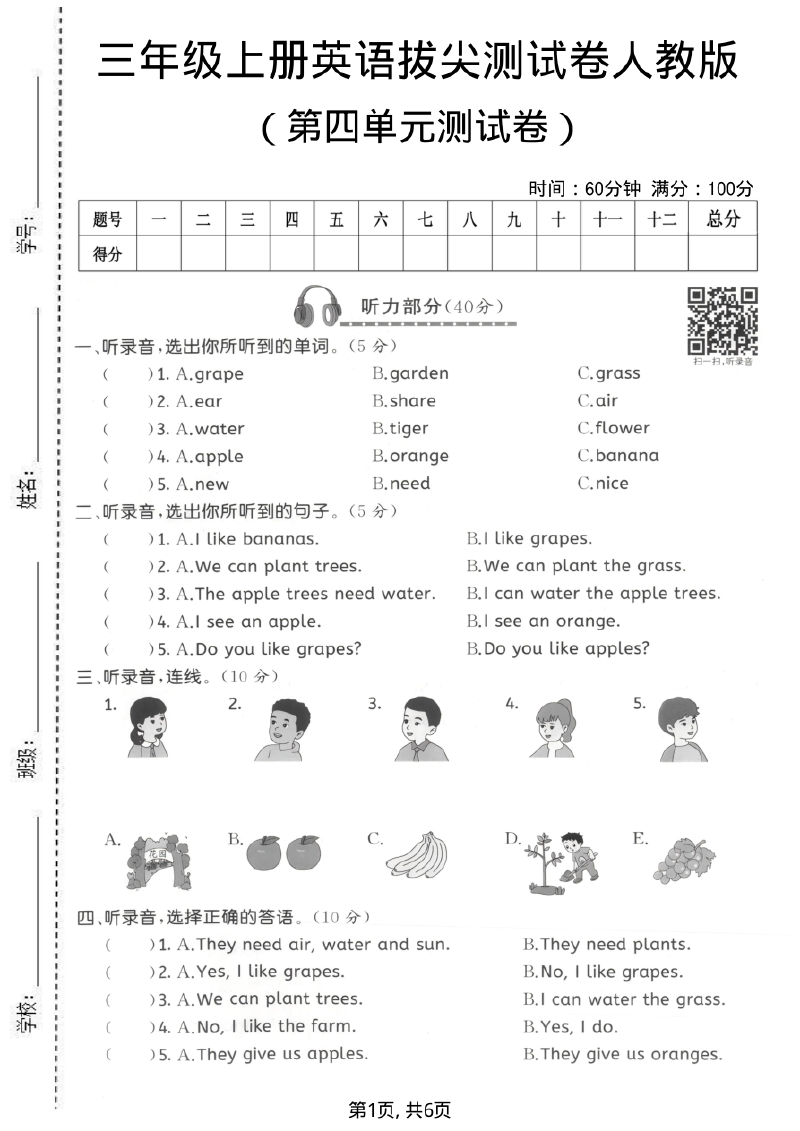 三年级上册英语拔尖测试卷人教版
（第四单元测试卷）
时间：60分钟 满分：100分
题号 一 二 三 四 五 六 七 八 九 十 十一 十二 总分
得分
学号：
姓名：
班级：
学校：
听力部分(40分)
扫一扫,听录音
一、听录音,选出你所听到的单词。(5分)
( )1. A.grape B.garden C.grass
( )2. A.ear B.share C.air
( )3. A.water B.tiger C.flower
( )4. A.apple B.orange C.banana
( )5. A.new B.need C.nice
二、听录音,选出你所听到的句子。(5分)
( )1. A.I like bananas. B.I like grapes.
( )2. A.We can plant trees. B.We can plant the grass.
( )3. A.The apple trees need water. B.I can water the apple trees.
( )4. A.I see an apple. B.I see an orange.
( )5. A.Do you like grapes? B.Do you like apples?
三、听录音,连线。(10分)
1. 2. 3. 4. 5.
A. B. C. D. E.
花园
四、听录音,选择正确的答语。(10分)
( )1. A.They need air, water and sun. B.They need plants.
( )2. A.Yes, I like grapes. B.No, I like grapes.
( )3. A.We can plant trees. B.I can water the grass.
( )4. A.No, I like the farm. B.Yes, I do.
( )5. A.They give us apples. B.They give us oranges.
第1页, 共6页